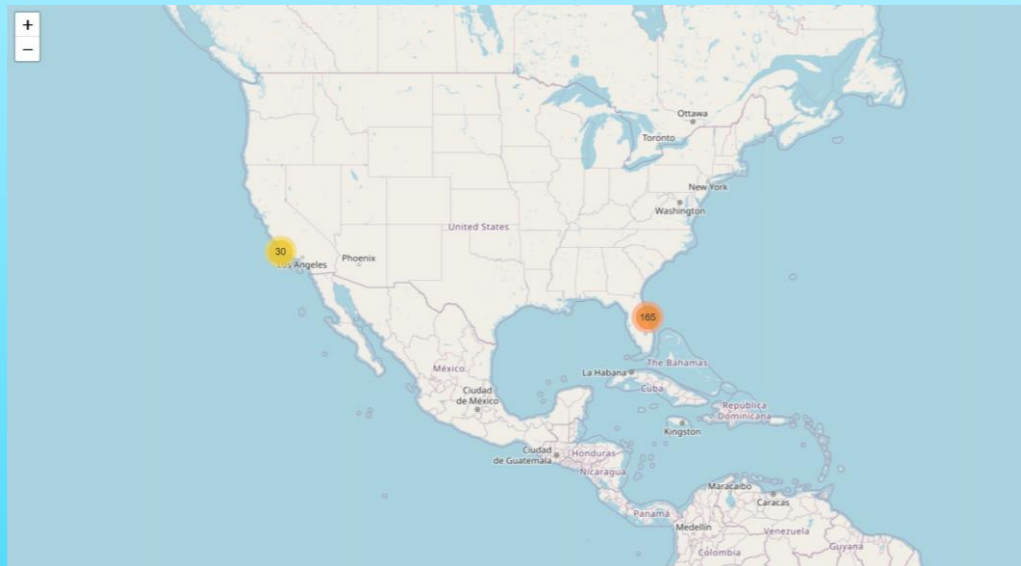 +
−
Ottawa
Toronto
New York
Washington
United States
30
Los Angeles
Phoenix
165
The Bahamas
México
La Habana
Cuba
Ciudad
de México
República
Dominicana
Kingston
Ciudad
de Guatemala
Honduras
Nicaragua
Maracaibo
Caracas
Panamá
Medellín
Venezuela
Guyana
Colombia